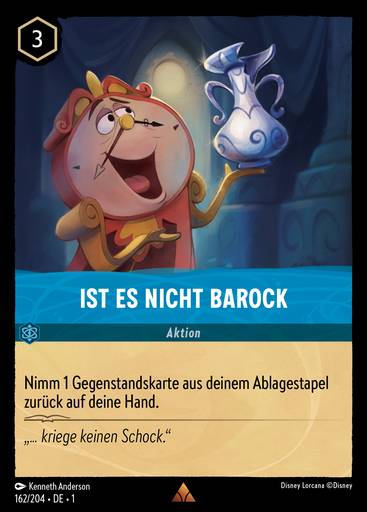 3
IST ES NICHT BAROCK
Aktion
Nimm 1 Gegenstandskarte aus deinem Ablagestapel
zurück auf deine Hand.
„... kriege keinen Schock.“
Kenneth Anderson
Disney Lorcana ©Disney
162/204 • DE • 1